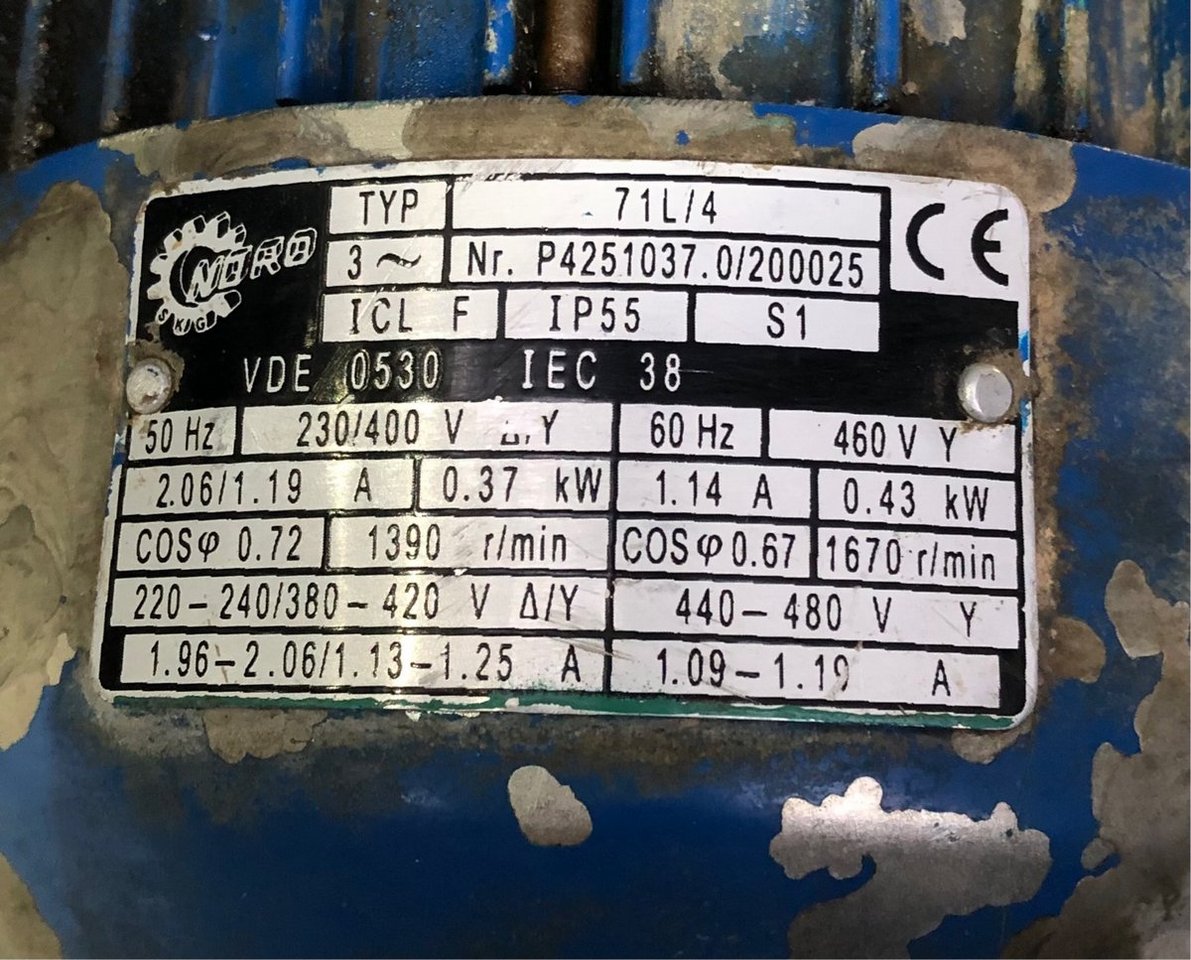 TYP 71L/4 CE
NORD
3~ Nr. P4251037.0/200025
SKG
ICL F IP55 S1
VDE 0530 IEC 38
50 Hz 230/400 V Δ/Y 60 Hz 460 V Y
2.06/1.19 A 0.37 kW 1.14 A 0.43 kW
COSφ 0.72 1390 r/min COSφ 0.67 1670 r/min
220-240/380-420 V Δ/Y 440-480 V Y
1.96-2.06/1.13-1.25 A 1.09-1.19 A